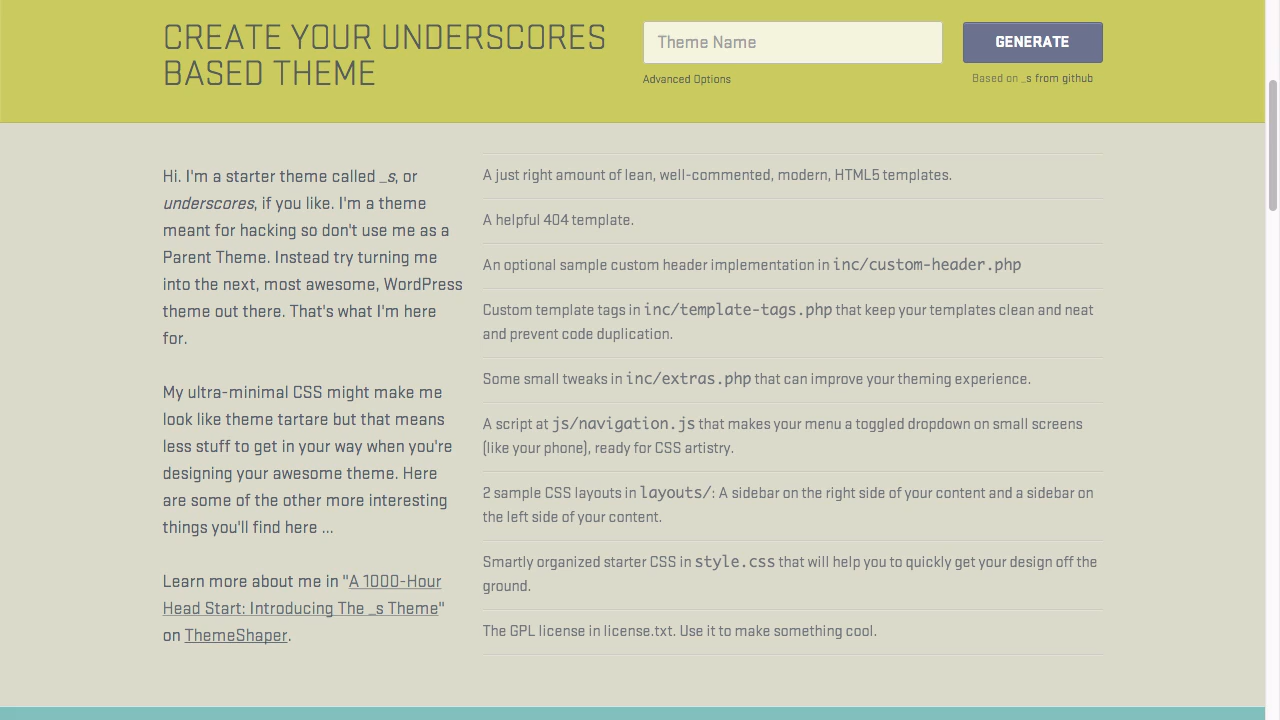 CREATE YOUR UNDERSCORES
BASED THEME
Theme Name
GENERATE
Advanced Options
Based on _s from github
Hi. I'm a starter theme called _s, or
underscores, if you like. I'm a theme
meant for hacking so don't use me as a
Parent Theme. Instead try turning me
into the next, most awesome, WordPress
theme out there. That's what I'm here
for.
My ultra-minimal CSS might make me
look like theme tartare but that means
less stuff to get in your way when you're
designing your awesome theme. Here
are some of the other more interesting
things you'll find here ...
Learn more about me in "A 1000-Hour
Head Start: Introducing The _s Theme"
on ThemeShaper.
A just right amount of lean, well-commented, modern, HTML5 templates.
A helpful 404 template.
An optional sample custom header implementation in inc/custom-header.php
Custom template tags in inc/template-tags.php that keep your templates clean and neat
and prevent code duplication.
Some small tweaks in inc/extras.php that can improve your theming experience.
A script at js/navigation.js that makes your menu a toggled dropdown on small screens
(like your phone), ready for CSS artistry.
2 sample CSS layouts in layouts/: A sidebar on the right side of your content and a sidebar on
the left side of your content.
Smartly organized starter CSS in style.css that will help you to quickly get your design off the
ground.
The GPL license in license.txt. Use it to make something cool.